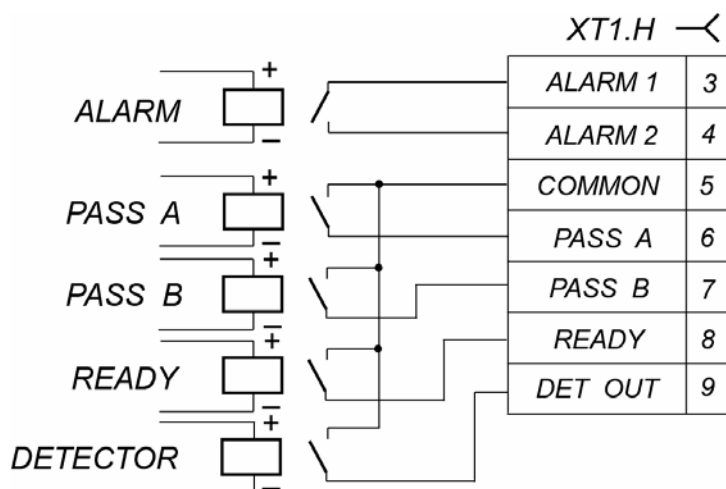 XT1.H
ALARM
+
−
ALARM 1 3
ALARM 2 4
PASS A
+
−
COMMON 5
PASS A 6
PASS B
+
−
PASS B 7
READY
+
−
READY 8
DETECTOR
+
−
DET OUT 9